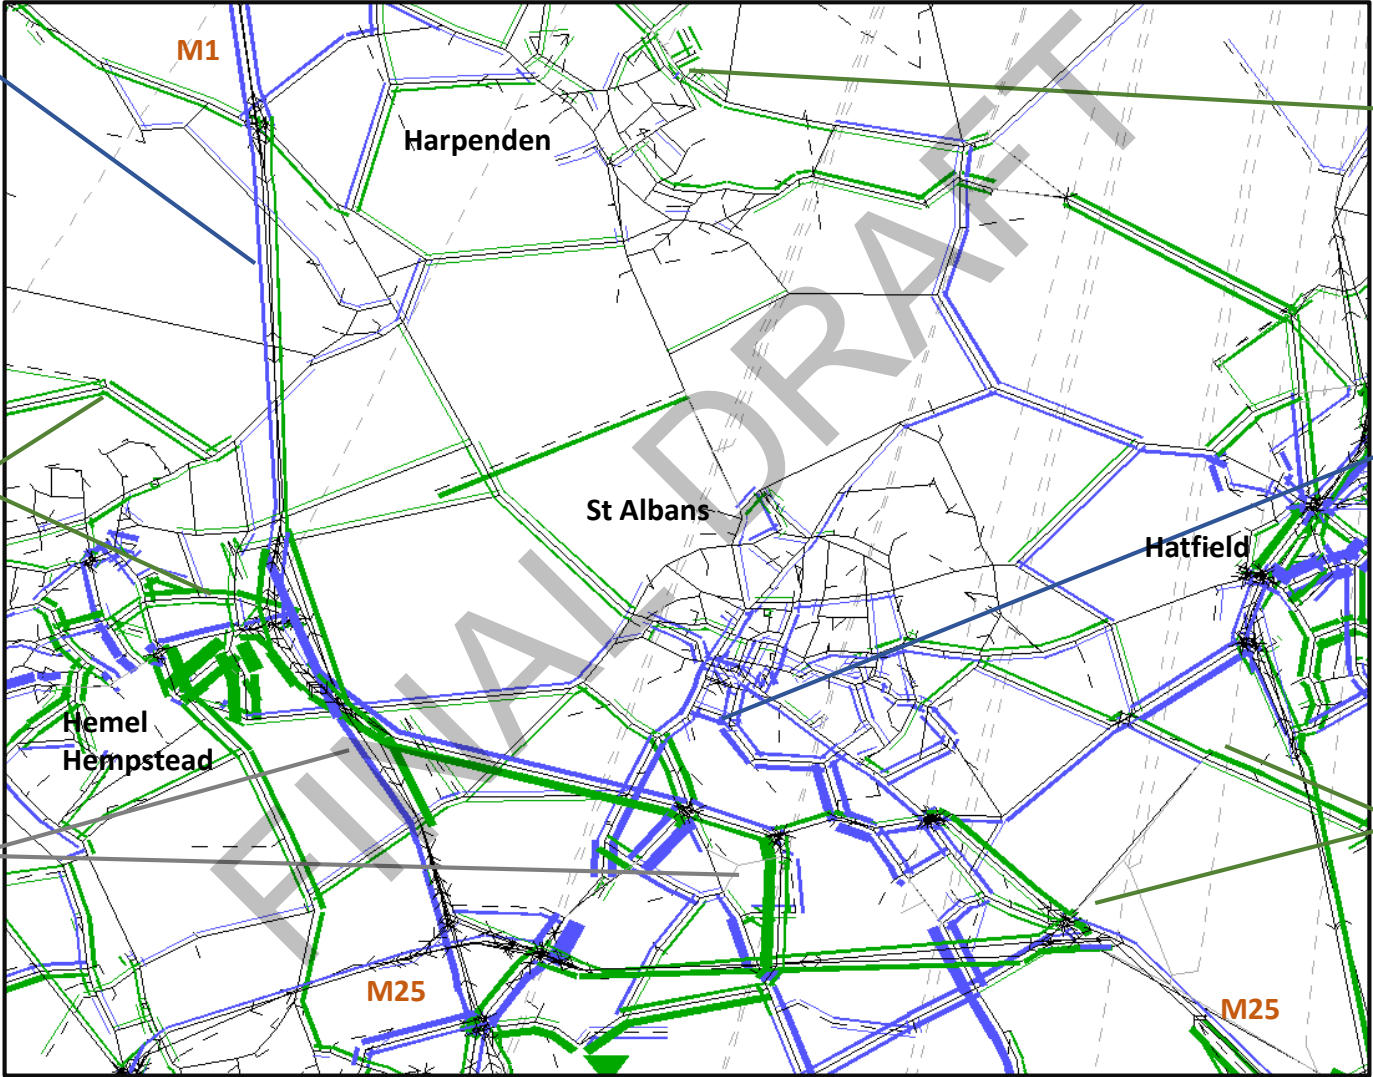 M1
Harpenden
St Albans
Hatfield
Hemel
Hempstead
M25
M25
FINAL DRAFT